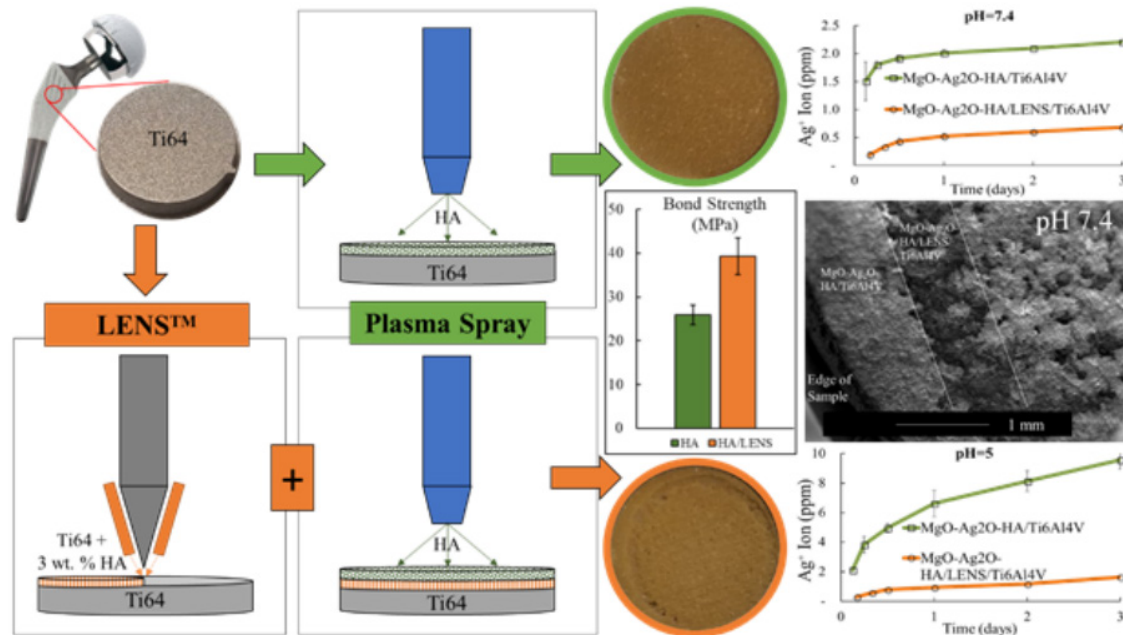 Ti64
HA
Ti64
LENS™
Ti64 +
3 wt. % HA
Ti64
+
Plasma Spray
HA
Ti64
Bond Strength
(MPa)
50
40
30
20
10
0
HA
HA/LENS
pH=7.4
Ag+ Ion (ppm)
2.5
2.0
1.5
1.0
0.5
-
MgO-Ag2O-HA/Ti6Al4V
MgO-Ag2O-HA/LENS/Ti6Al4V
0
1
2
3
Time (days)
pH 7.4
MgO-Ag₂O-
HA/LENS/
Ti6Al4V
MgO-Ag₂O-
HA/Ti6Al4V
Edge of
Sample
1 mm
pH=5
Ag+ Ion (ppm)
10
8
6
4
2
-
MgO-Ag2O-HA/Ti6Al4V
MgO-Ag2O-
HA/LENS/Ti6Al4V
0
1
2
3
Time (days)